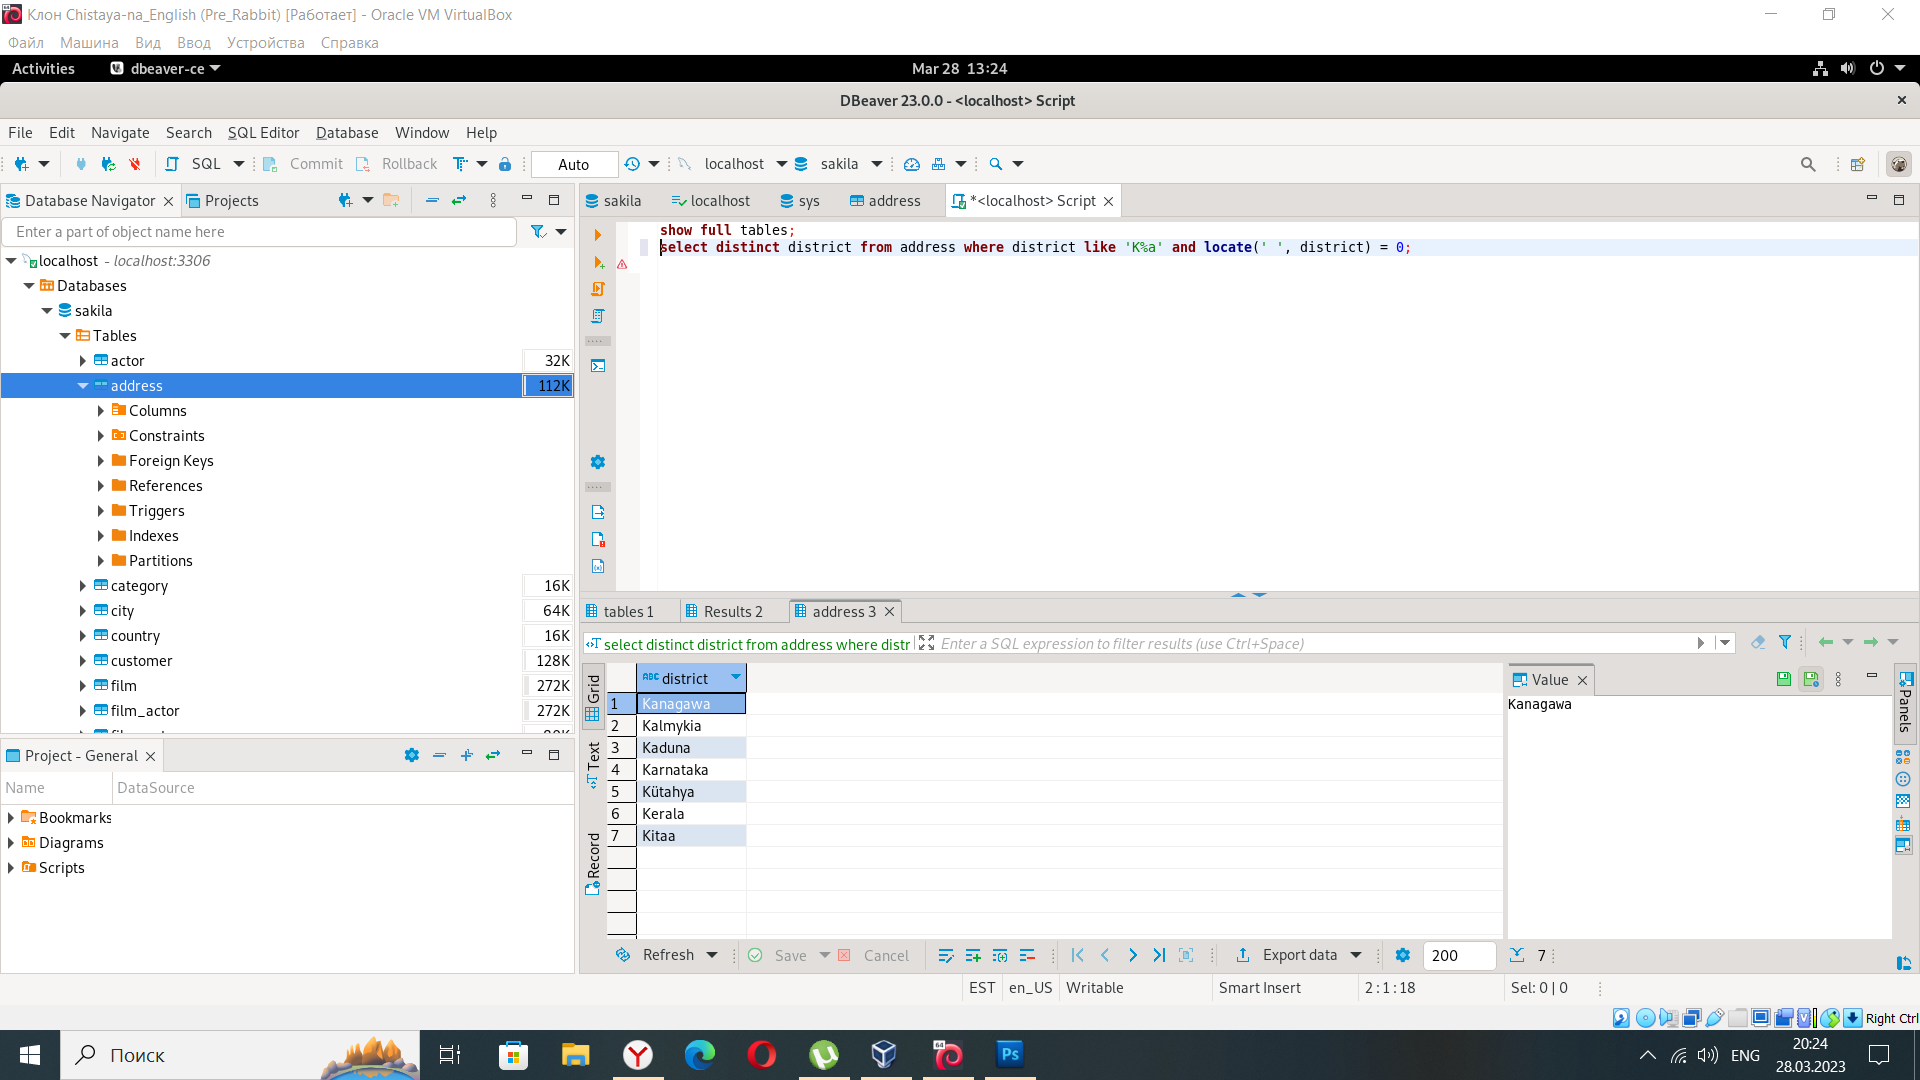 Клон Chistaya-na_English (Pre_Rabbit) [Работает] - Oracle VM VirtualBox
Файл Машина Вид Ввод Устройства Справка
Activities dbeaver-ce Mar 28 13:24
DBeaver 23.0.0 - <localhost> Script
File Edit Navigate Search SQL Editor Database Window Help
SQL Commit Rollback Auto localhost sakila
Database Navigator Projects
Enter a part of object name here
localhost - localhost:3306
Databases
sakila
Tables
actor 32K
address 112K
Columns
Constraints
Foreign Keys
References
Triggers
Indexes
Partitions
category 16K
city 64K
country 16K
customer 128K
film 272K
film_actor 272K
Project - General
Name DataSource
Bookmarks
Diagrams
Scripts
sakila localhost sys address *<localhost> Script
show full tables;
select distinct district from address where district like 'K%a' and locate(' ', district) = 0;
tables 1 Results 2 address 3
select distinct district from address where distr Enter a SQL expression to filter results (use Ctrl+Space)
Grid
Text
Record
district
1 Kanagawa
2 Kalmykia
3 Kaduna
4 Karnataka
5 Kütahya
6 Kerala
7 Kitaa
Value
Kanagawa
Panels
Refresh Save Cancel Export data 200 7
EST en_US Writable Smart Insert 2 : 1 : 18 Sel: 0 | 0
Right Ctrl
Поиск
Ps
ENG
20:24
28.03.2023